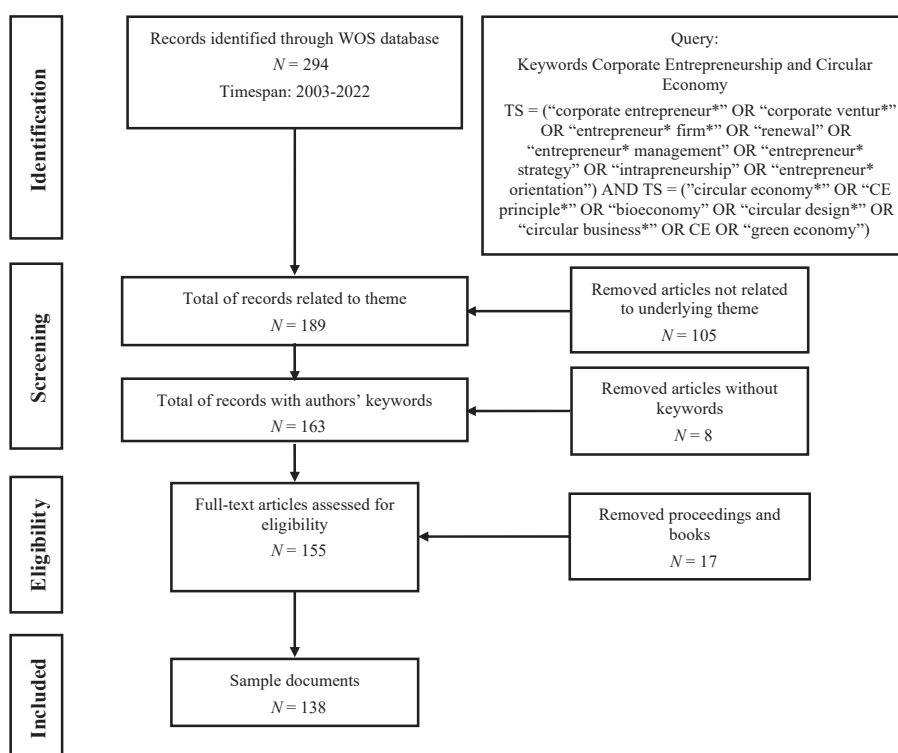 Identification
Records identified through WOS database
N = 294
Timespan: 2003-2022
Query:
Keywords Corporate Entrepreneurship and Circular
Economy
TS = (“corporate entrepreneur*” OR “corporate ventur*”
OR “entrepreneur* firm*” OR “renewal” OR
“entrepreneur* management” OR “entrepreneur*
strategy” OR “intrapreneurship” OR “entrepreneur*
orientation”) AND TS = (”circular economy*” OR “CE
principle*” OR “bioeconomy” OR “circular design*” OR
“circular business*” OR CE OR “green economy”)
Screening
Total of records related to theme
N = 189
Removed articles not related
to underlying theme
N = 105
Total of records with authors’ keywords
N = 163
Removed articles without
keywords
N = 8
Eligibility
Full-text articles assessed for
eligibility
N = 155
Removed proceedings and
books
N = 17
Included
Sample documents
N = 138